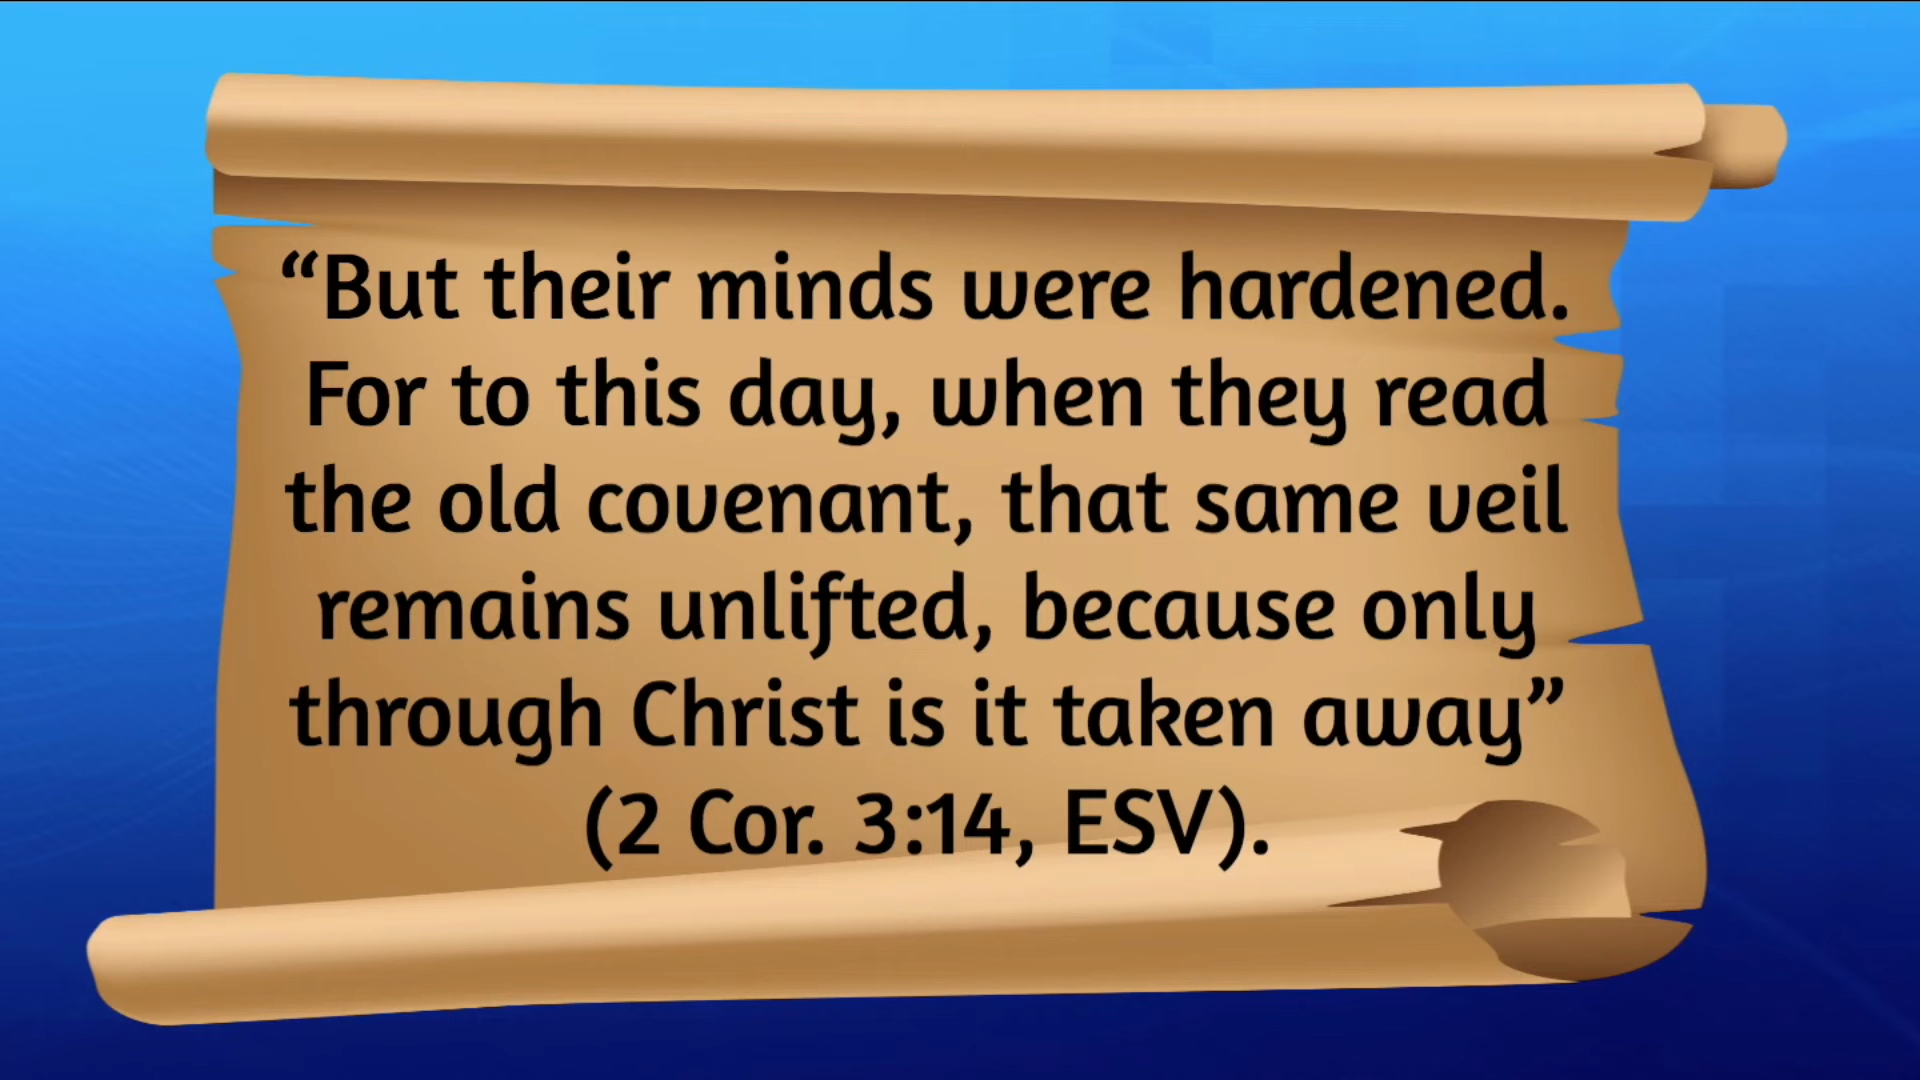 “But their minds were hardened.
For to this day, when they read
the old covenant, that same veil
remains unlifted, because only
through Christ is it taken away”
(2 Cor. 3:14, ESV).